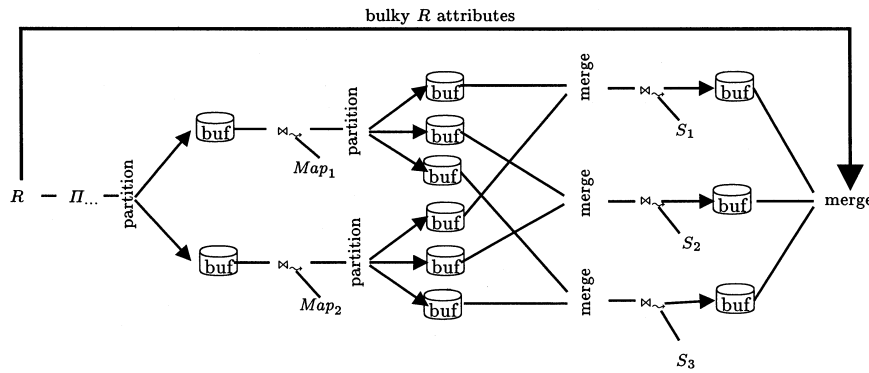 bulky R attributes
R
Π...
partition
buf
buf
⋈
Map₁
⋈
Map₂
partition
partition
buf
buf
buf
buf
buf
buf
merge
merge
merge
⋈
S₁
⋈
S₂
⋈
S₃
buf
buf
buf
merge